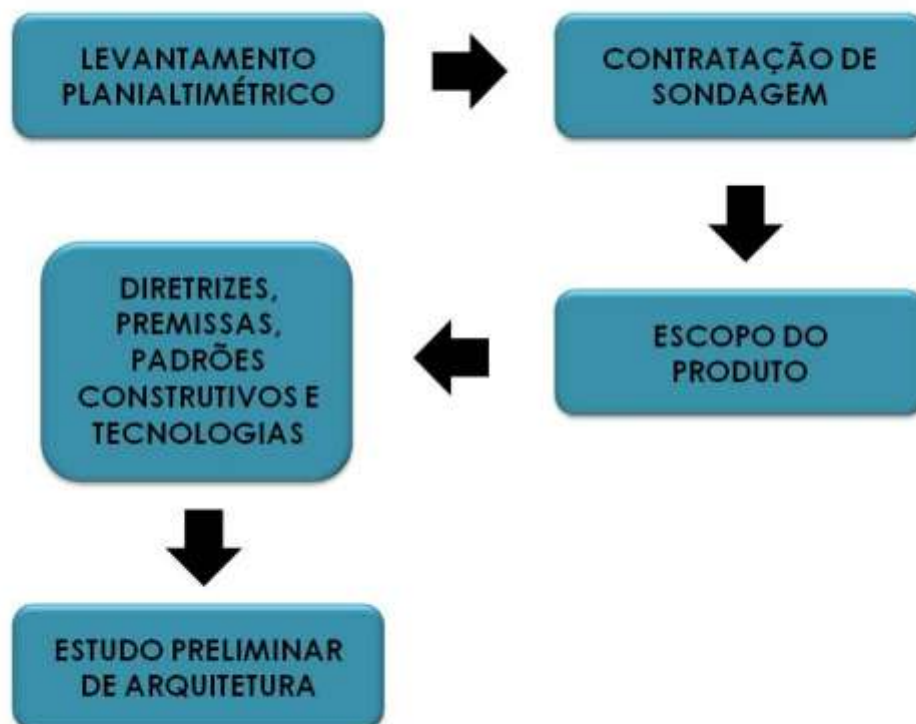 LEVANTAMENTO
PLANIALTIMÉTRICO
CONTRATAÇÃO DE
SONDAGEM
ESCOPO DO
PRODUTO
DIRETRIZES,
PREMISSAS,
PADRÕES
CONSTRUTIVOS E
TECNOLOGIAS
ESTUDO PRELIMINAR
DE ARQUITETURA